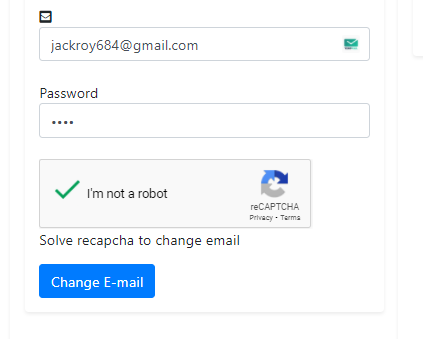 jackroy684@gmail.com
Password
••••
I'm not a robot
reCAPTCHA
Privacy - Terms
Solve recapcha to change email
Change E-mail